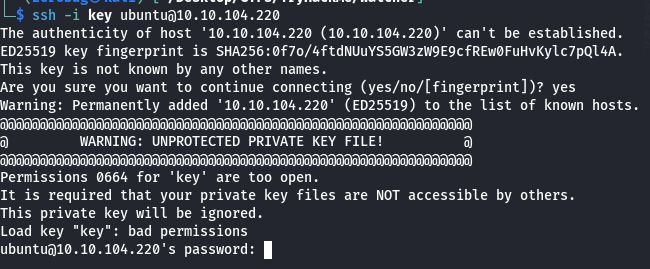 $ ssh -i key ubuntu@10.10.104.220
The authenticity of host '10.10.104.220 (10.10.104.220)' can't be established.
ED25519 key fingerprint is SHA256:0f7o/4ftdNUuYS5GW3zW9E9cfREw0FuHvKylc7pQl4A.
This key is not known by any other names.
Are you sure you want to continue connecting (yes/no/[fingerprint])? yes
Warning: Permanently added '10.10.104.220' (ED25519) to the list of known hosts.
@@@@@@@@@@@@@@@@@@@@@@@@@@@@@@@@@@@@@@@@@@@@@@@@@@@@@@@@@@@
@         WARNING: UNPROTECTED PRIVATE KEY FILE!          @
@@@@@@@@@@@@@@@@@@@@@@@@@@@@@@@@@@@@@@@@@@@@@@@@@@@@@@@@@@@
Permissions 0664 for 'key' are too open.
It is required that your private key files are NOT accessible by others.
This private key will be ignored.
Load key "key": bad permissions
ubuntu@10.10.104.220's password: